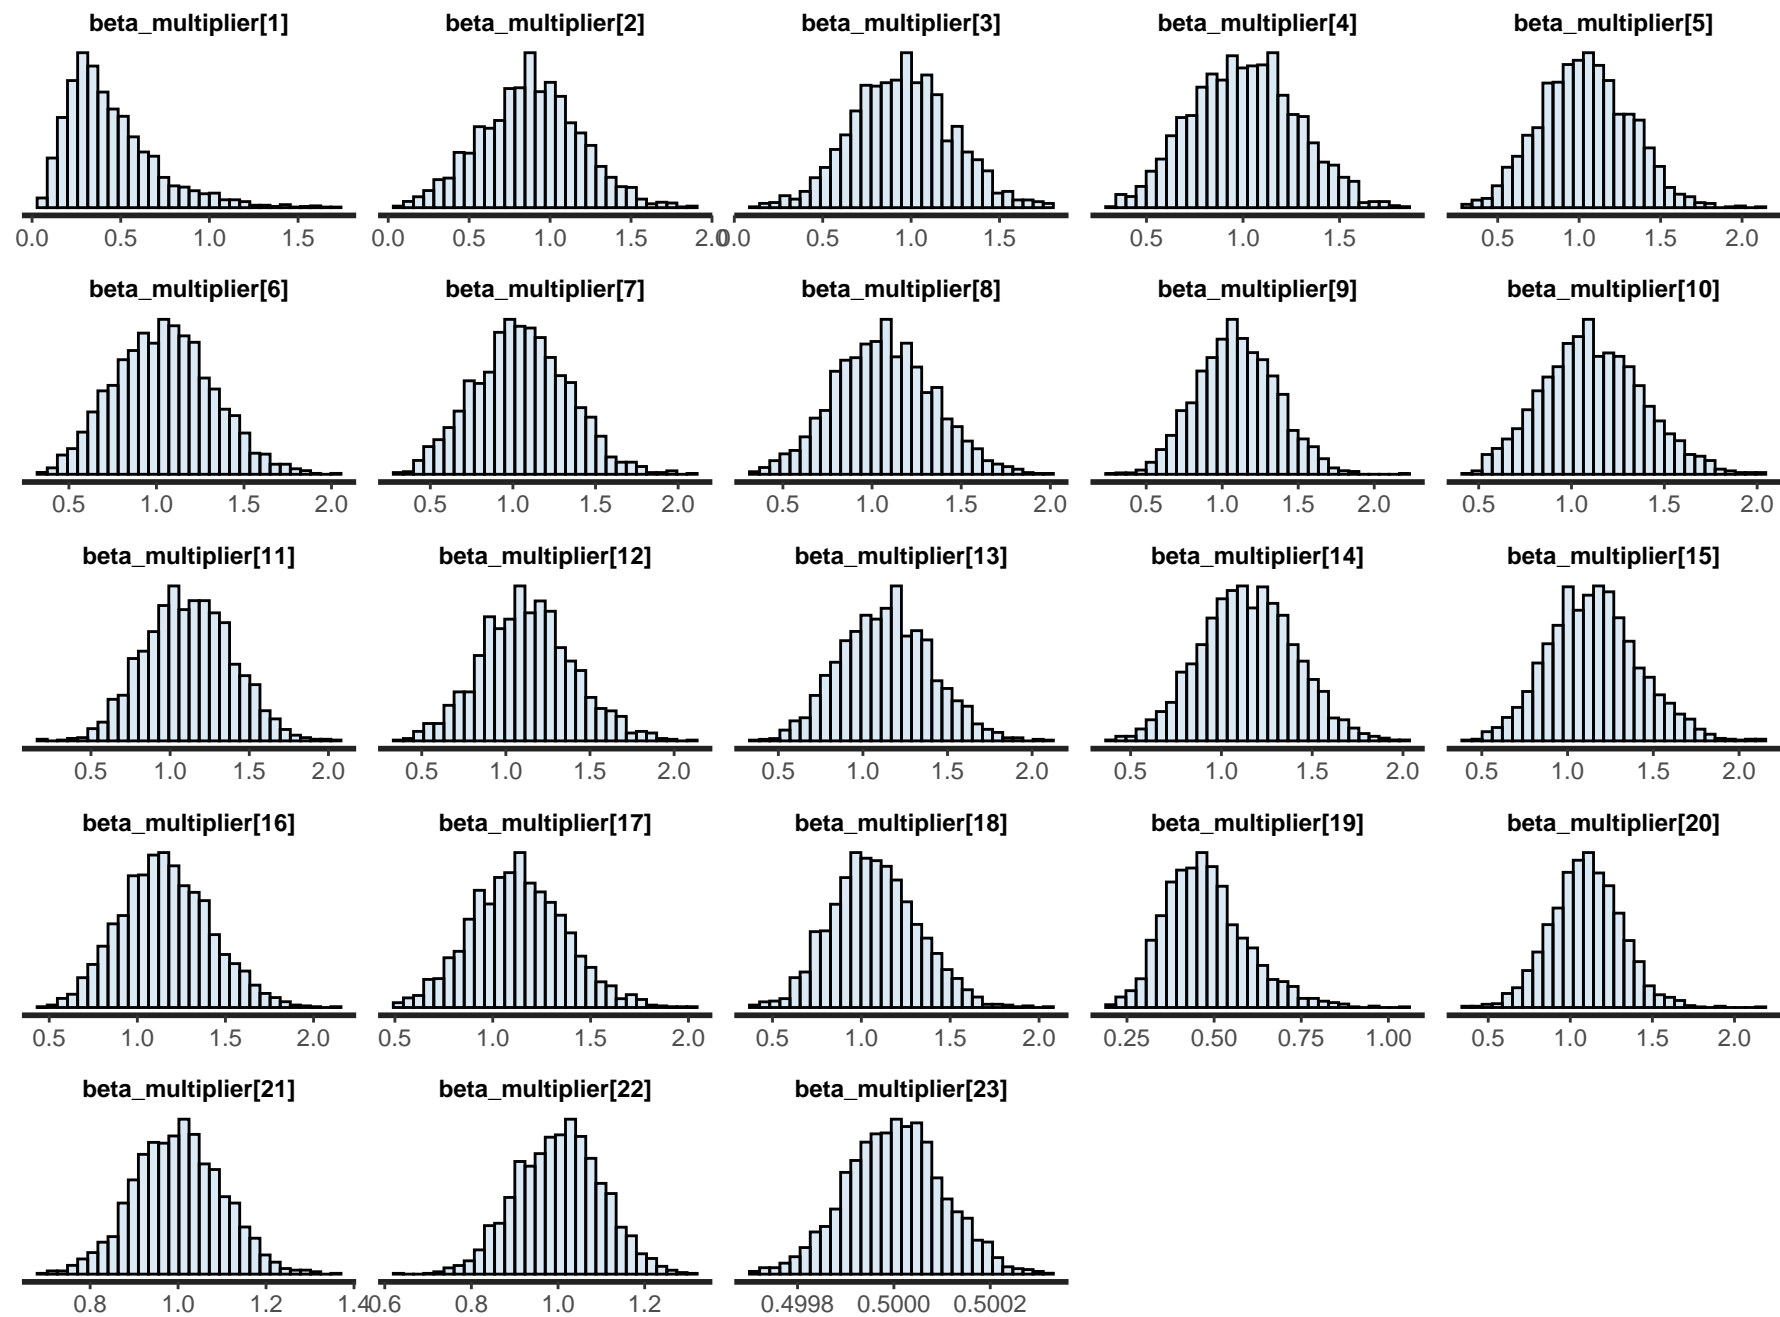 beta_multiplier[1] beta_multiplier[2] beta_multiplier[3] beta_multiplier[4] beta_multiplier[5]
0.0 0.5 1.0 1.5 0.0 0.5 1.0 1.5 2.0 0.0 0.5 1.0 1.5 0.5 1.0 1.5 0.5 1.0 1.5 2.0
beta_multiplier[6] beta_multiplier[7] beta_multiplier[8] beta_multiplier[9] beta_multiplier[10]
0.5 1.0 1.5 2.0 0.5 1.0 1.5 2.0 0.5 1.0 1.5 2.0 0.5 1.0 1.5 2.0 0.5 1.0 1.5 2.0
beta_multiplier[11] beta_multiplier[12] beta_multiplier[13] beta_multiplier[14] beta_multiplier[15]
0.5 1.0 1.5 2.0 0.5 1.0 1.5 2.0 0.5 1.0 1.5 2.0 0.5 1.0 1.5 2.0 0.5 1.0 1.5 2.0
beta_multiplier[16] beta_multiplier[17] beta_multiplier[18] beta_multiplier[19] beta_multiplier[20]
0.5 1.0 1.5 2.0 0.5 1.0 1.5 2.0 0.5 1.0 1.5 2.0 0.25 0.50 0.75 1.00 0.5 1.0 1.5 2.0
beta_multiplier[21] beta_multiplier[22] beta_multiplier[23]
0.8 1.0 1.2 1.4 0.6 0.8 1.0 1.2 0.4998 0.5000 0.5002